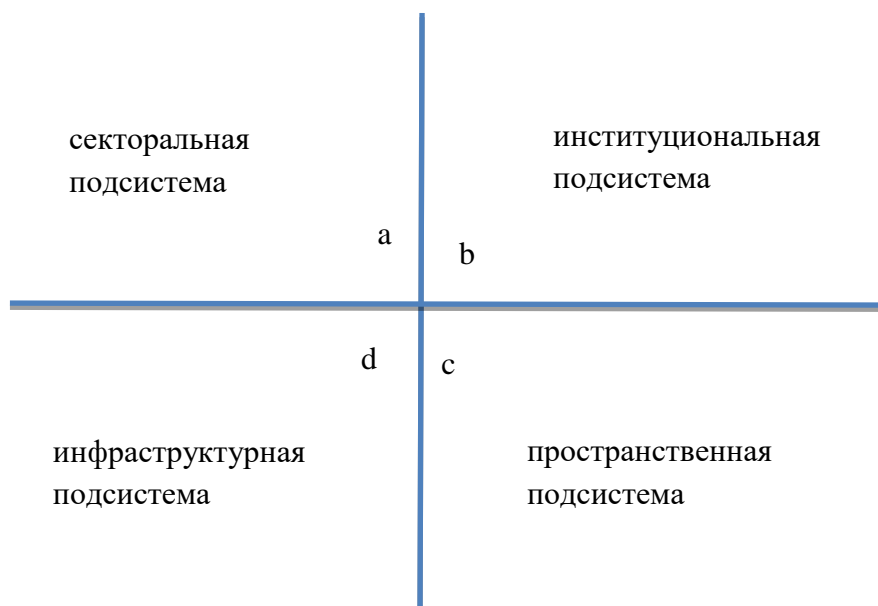 секторальная
подсистема
институциональная
подсистема
a
b
d
c
инфраструктурная
подсистема
пространственная
подсистема